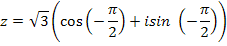 z = √3 ( cos ( −π/2 ) + isin ( −π/2 ) )